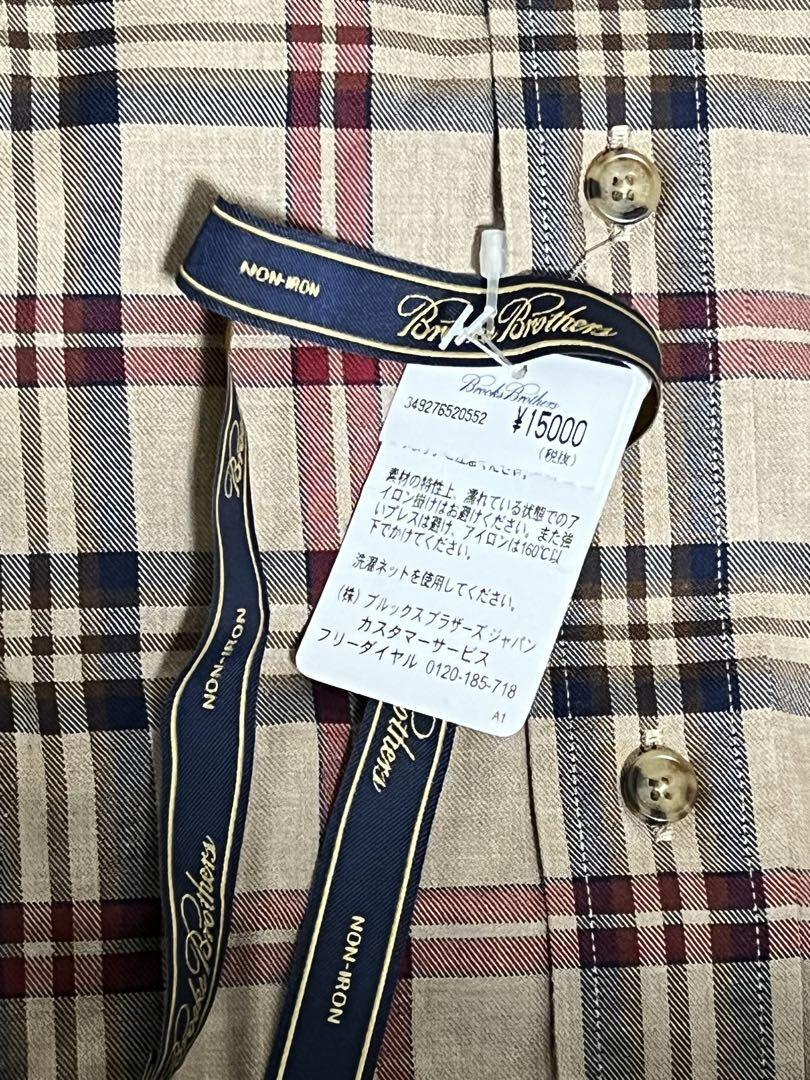 NON-IRON
Brooks Brothers
Brooks Brothers
349276520552
¥15000
(税抜)
素材の特性上、濡れている状態でのア
イロン掛けはお避けください。また強
いプレスは避け、アイロンは160℃以
下でかけてください。
洗濯ネットを使用してください。
(株) ブルックス ブラザーズ ジャパン
カスタマーサービス
フリーダイヤル 0120-185-718
A1
NON-IRON
Brooks Brothers
Brothers
NON-IRON